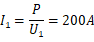 I₁ = P/U₁ = 200A